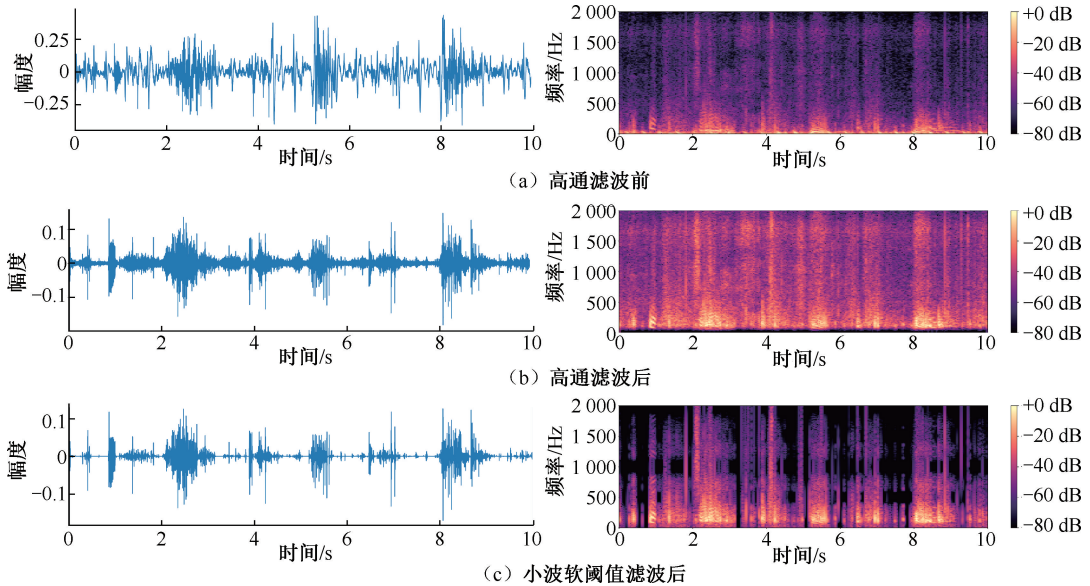 0.25
0
−0.25
幅度
0 2 4 6 8 10
时间/s
2 000
1 500
1 000
500
0
频率/Hz
0 2 4 6 8 10
时间/s
+0 dB
−20 dB
−40 dB
−60 dB
−80 dB
（a）高通滤波前
0.1
0
−0.1
幅度
0 2 4 6 8 10
时间/s
2 000
1 500
1 000
500
0
频率/Hz
0 2 4 6 8 10
时间/s
+0 dB
−20 dB
−40 dB
−60 dB
−80 dB
（b）高通滤波后
0.1
0
−0.1
幅度
0 2 4 6 8 10
时间/s
2 000
1 500
1 000
500
0
频率/Hz
0 2 4 6 8 10
时间/s
+0 dB
−20 dB
−40 dB
−60 dB
−80 dB
（c）小波软阈值滤波后